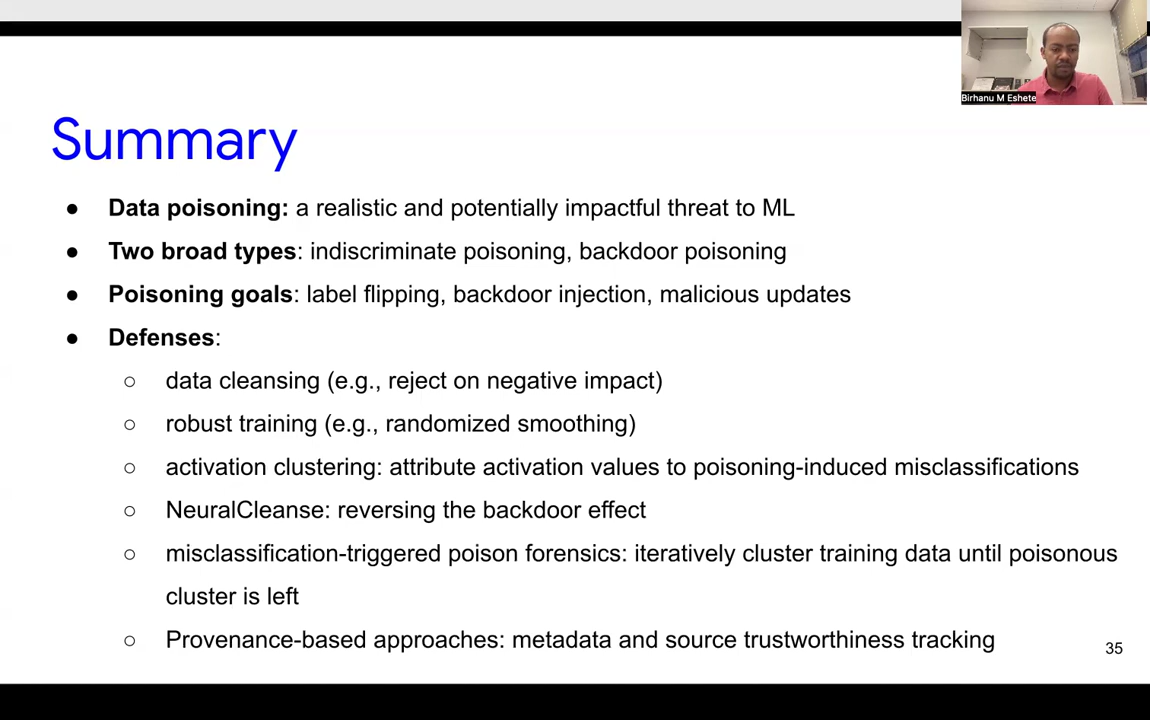 Birhanu M Eshete
Summary
● Data poisoning: a realistic and potentially impactful threat to ML
● Two broad types: indiscriminate poisoning, backdoor poisoning
● Poisoning goals: label flipping, backdoor injection, malicious updates
● Defenses:
○ data cleansing (e.g., reject on negative impact)
○ robust training (e.g., randomized smoothing)
○ activation clustering: attribute activation values to poisoning-induced misclassifications
○ NeuralCleanse: reversing the backdoor effect
○ misclassification-triggered poison forensics: iteratively cluster training data until poisonous
cluster is left
○ Provenance-based approaches: metadata and source trustworthiness tracking
35